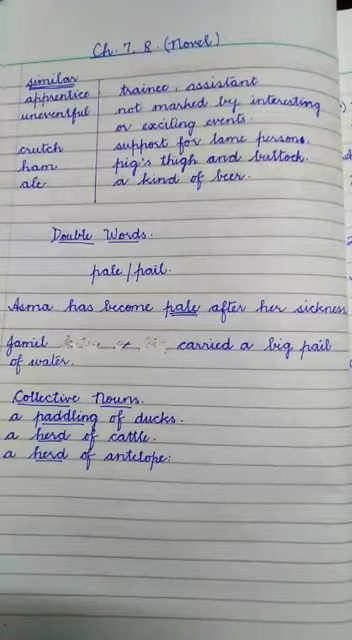 Ch. 7, 8. (Novel)
similar
apprentice trainee, assistant
uneventful not marked by interesting
or exciting events.
crutch support for lame persons.
ham pig's thigh and buttock.
ale a kind of beer.
Double Words.
pale/pail.
Asma has become pale after her sickness
Jamil carried a big pail
of water.
Collective Nouns.
a paddling of ducks.
a herd of cattle.
a herd of antelope.